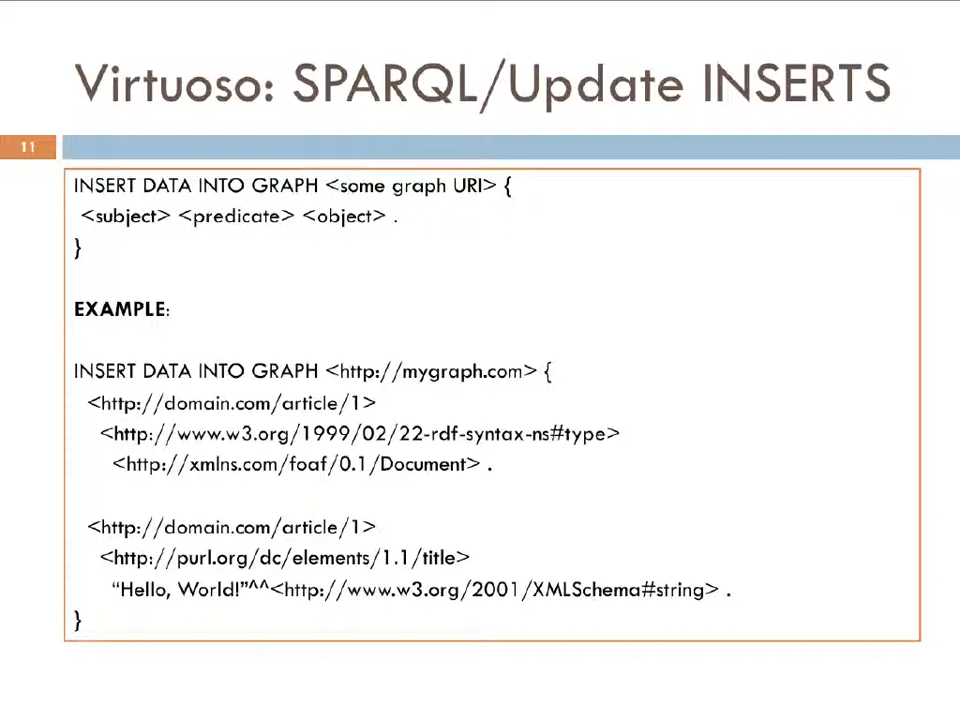 Virtuoso: SPARQL/Update INSERTS
11
INSERT DATA INTO GRAPH <some graph URI> {
<subject> <predicate> <object> .
}
EXAMPLE:
INSERT DATA INTO GRAPH <http://mygraph.com> {
<http://domain.com/article/1>
<http://www.w3.org/1999/02/22-rdf-syntax-ns#type>
<http://xmlns.com/foaf/0.1/Document> .
<http://domain.com/article/1>
<http://purl.org/dc/elements/1.1/title>
“Hello, World!”^^<http://www.w3.org/2001/XMLSchema#string> .
}